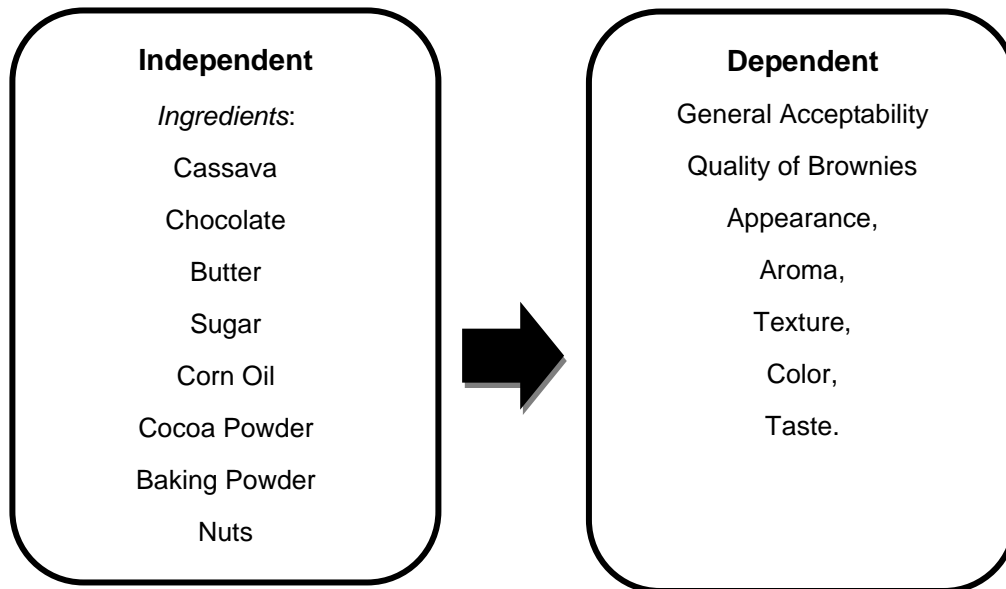 Independent
Ingredients:
Cassava
Chocolate
Butter
Sugar
Corn Oil
Cocoa Powder
Baking Powder
Nuts
Dependent
General Acceptability
Quality of Brownies
Appearance,
Aroma,
Texture,
Color,
Taste.